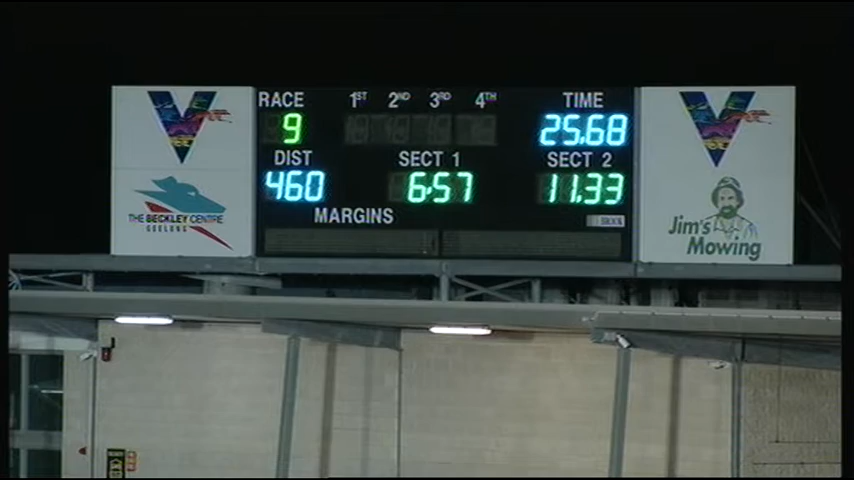 RACE 1ST 2ND 3RD 4TH TIME
9 25.68
DIST SECT 1 SECT 2
460 6.57 11.33
MARGINS
V
THE BECKLEY CENTRE
GEELONG
V
Jim's
Mowing